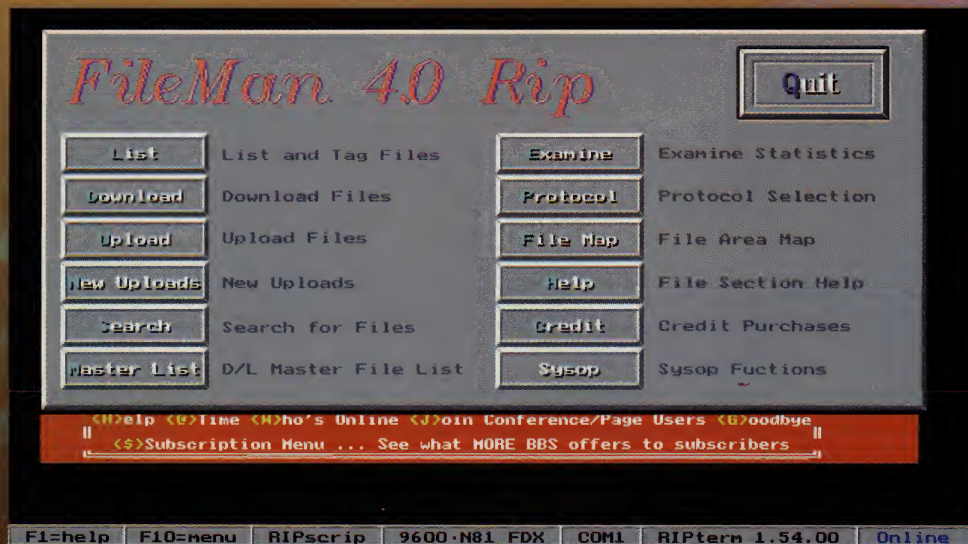 FileMan 4.0 Rip
Quit
List List and Tag Files
Download Download Files
Upload Upload Files
New Uploads New Uploads
Search Search for Files
Master List D/L Master File List
Examine Examine Statistics
Protocol Protocol Selection
File Map File Area Map
Help File Section Help
Credit Credit Purchases
Sysop Sysop Fuctions
<H>elp <@>Time <W>ho's Online <J>oin Conference/Page Users <G>oodbye
<$>Subscription Menu ... See what MORE BBS offers to subscribers
F1=help F10=menu RIPscrip 9600·N81 FDX COM1 RIPterm 1.54.00 Online